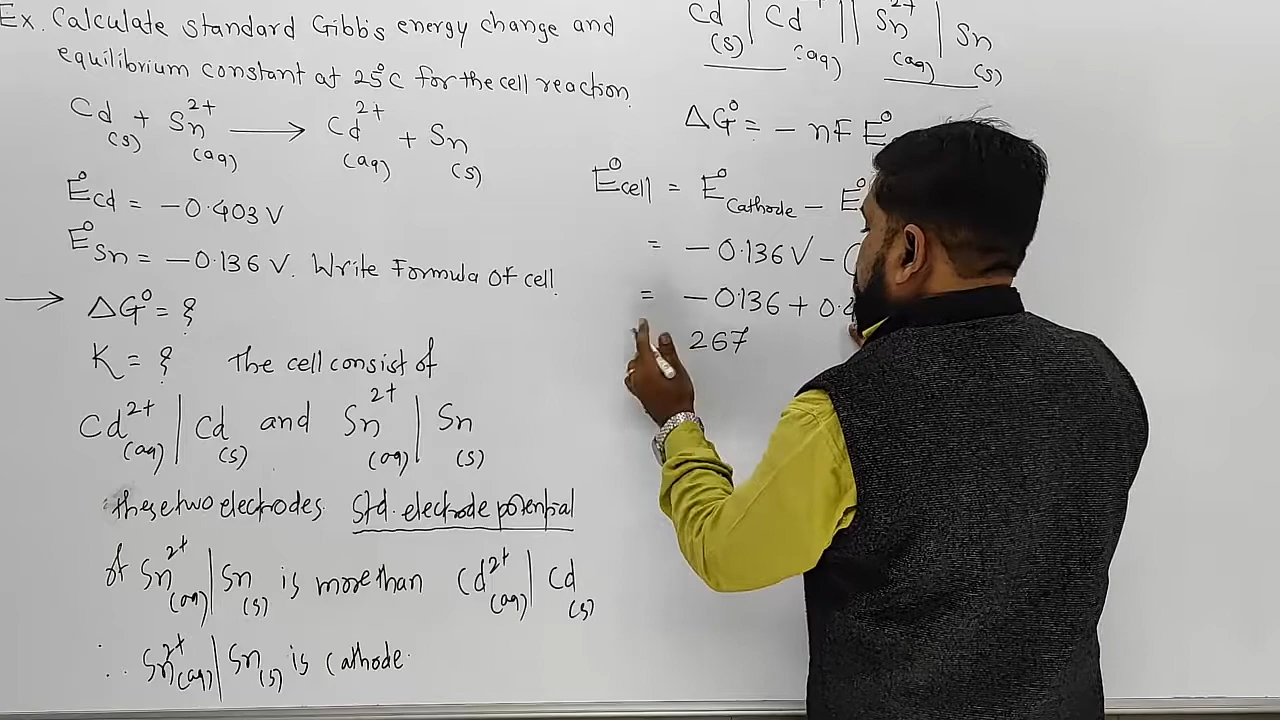 Ex. Calculate standard Gibb's energy change and
equilibrium constant at 25°C for the cell reaction.
Cd(s) + Sn²⁺(aq) ⟶ Cd²⁺(aq) + Sn(s)
E°Cd = -0.403 V
E°Sn = -0.136 V. Write Formula of cell.
→ ΔG° = ?
K = ? The cell consist of
Cd²⁺(aq) | Cd(s) and Sn²⁺(aq) | Sn(s)
these two electrodes. Std. electrode potential
of Sn²⁺(aq) | Sn(s) is more than Cd²⁺(aq) | Cd(s)
∴ Sn²⁺(aq) | Sn(s) is Cathode.
Cd(s) | Cd⁺(aq) || Sn²⁺(aq) | Sn(s)
ΔG° = - nF E°
E°cell = E°Cathode - E°
= -0.136 V - (
= -0.136 + 0.4
267